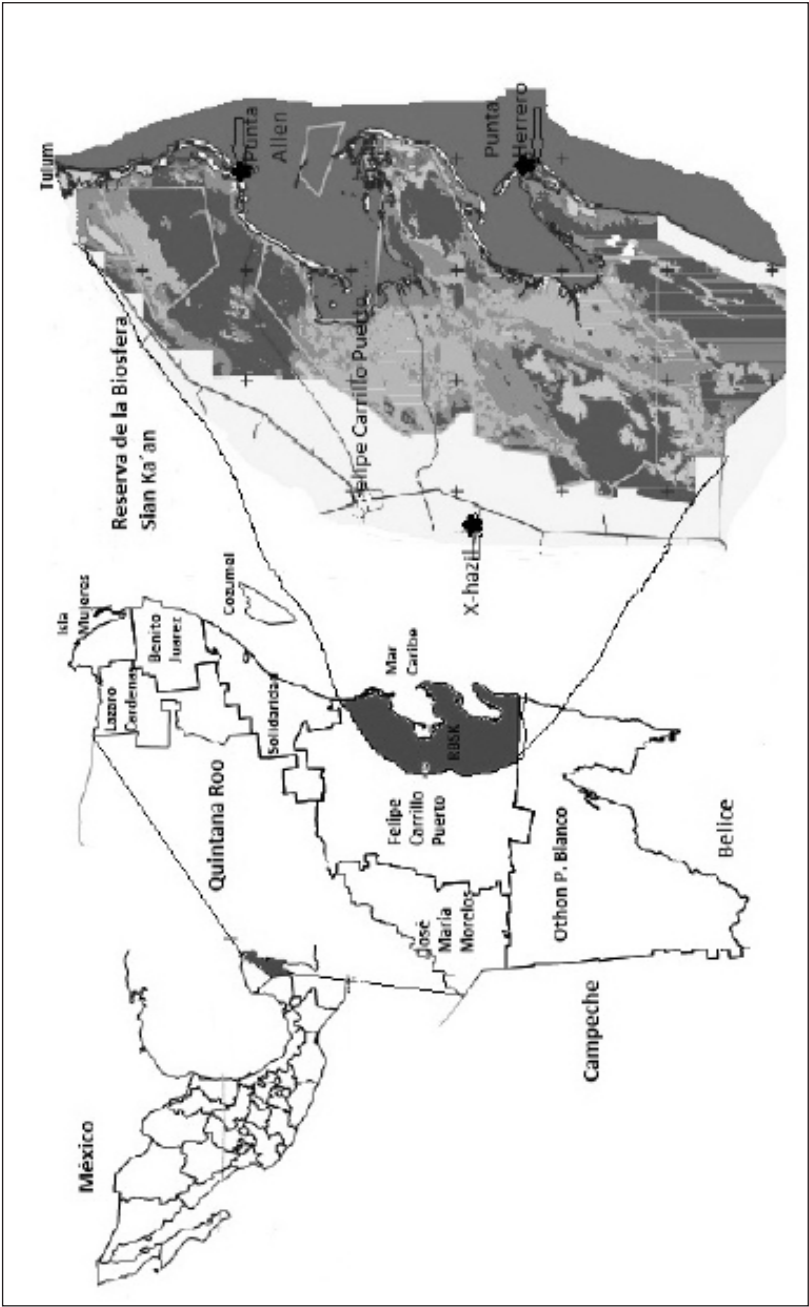 México
Quintana Roo
Lazaro
Cardenas
Isla
Mujeres
Benito
Juarez
Cozumel
Solidaridad
Felipe
Carrillo
Puerto
José
María
Morelos
RBSK
Mar
Caribe
Othon P. Blanco
Campeche
Belice
Reserva de la Biosfera
Sian Ka´an
Tulum
Punta
Allen
Felipe Carrillo Puerto
Punta
Herrero
X-hazil